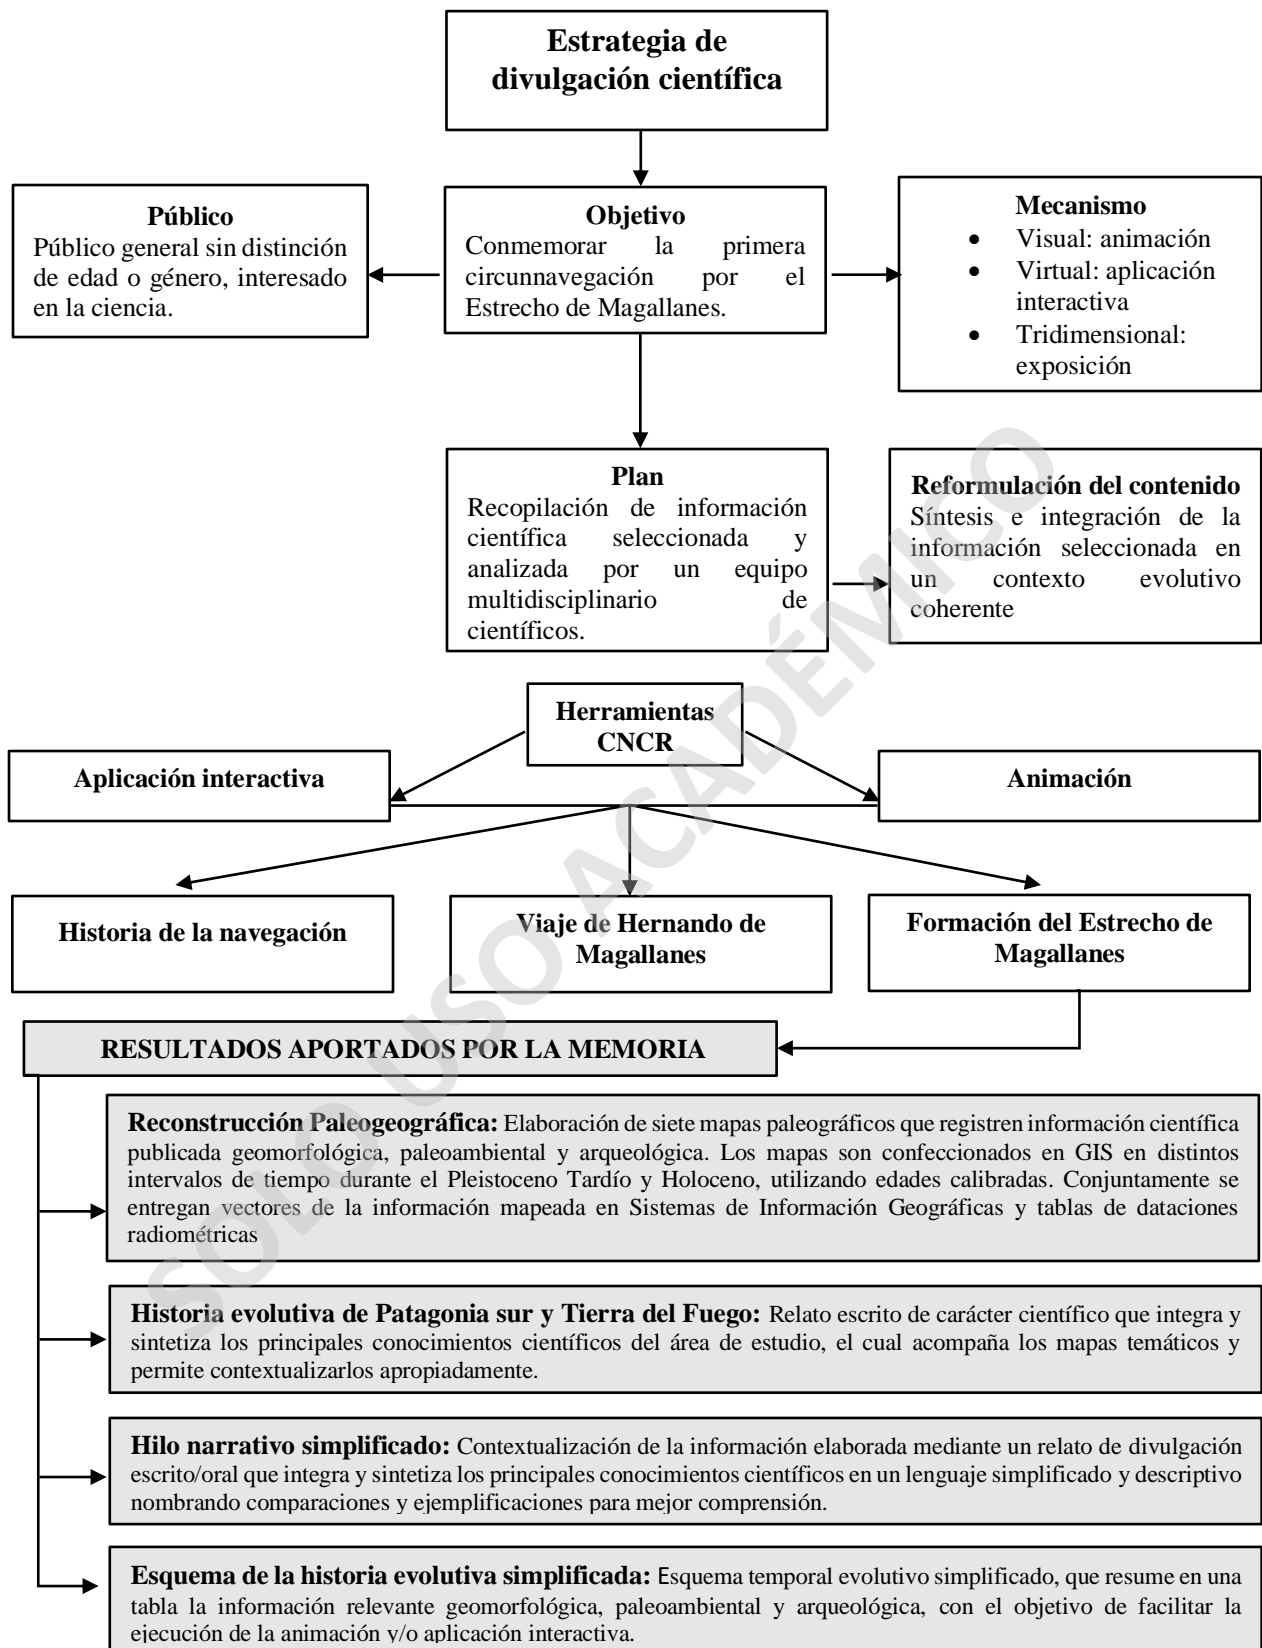 Estrategia de
divulgación científica
Público
Público general sin distinción
de edad o género, interesado
en la ciencia.
Objetivo
Conmemorar la primera
circunnavegación por el
Estrecho de Magallanes.
Mecanismo
• Visual: animación
• Virtual: aplicación
interactiva
• Tridimensional:
exposición
Plan
Recopilación de información
científica seleccionada y
analizada por un equipo
multidisciplinario de
científicos.
Reformulación del contenido
Síntesis e integración de la
información seleccionada en
un contexto evolutivo
coherente
Herramientas
CNCR
Aplicación interactiva
Animación
Historia de la navegación
Viaje de Hernando de
Magallanes
Formación del Estrecho de
Magallanes
RESULTADOS APORTADOS POR LA MEMORIA
Reconstrucción Paleogeográfica: Elaboración de siete mapas paleográficos que registren información científica
publicada geomorfológica, paleoambiental y arqueológica. Los mapas son confeccionados en GIS en distintos
intervalos de tiempo durante el Pleistoceno Tardío y Holoceno, utilizando edades calibradas. Conjuntamente se
entregan vectores de la información mapeada en Sistemas de Información Geográficas y tablas de dataciones
radiométricas
Historia evolutiva de Patagonia sur y Tierra del Fuego: Relato escrito de carácter científico que integra y
sintetiza los principales conocimientos científicos del área de estudio, el cual acompaña los mapas temáticos y
permite contextualizarlos apropiadamente.
Hilo narrativo simplificado: Contextualización de la información elaborada mediante un relato de divulgación
escrito/oral que integra y sintetiza los principales conocimientos científicos en un lenguaje simplificado y descriptivo
nombrando comparaciones y ejemplificaciones para mejor comprensión.
Esquema de la historia evolutiva simplificada: Esquema temporal evolutivo simplificado, que resume en una
tabla la información relevante geomorfológica, paleoambiental y arqueológica, con el objetivo de facilitar la
ejecución de la animación y/o aplicación interactiva.
SOLO USO ACADÉMICO